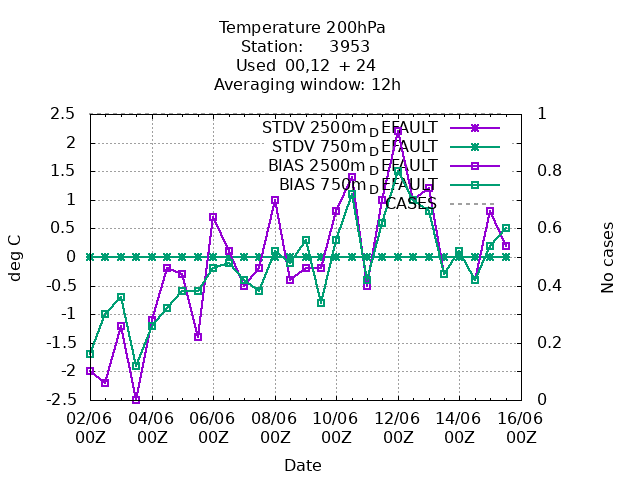 Temperature 200hPa
Station: 3953
Used 00,12 + 24
Averaging window: 12h
2.5 1
STDV 2500m_DEFAULT
STDV 750m_DEFAULT
2
BIAS 2500m_DEFAULT
1.5 0.8
BIAS 750m_DEFAULT
CASES
1
0.5 0.6
deg C
No cases
0
-0.5 0.4
-1
-1.5 0.2
-2
-2.5 0
02/06 04/06 06/06 08/06 10/06 12/06 14/06 16/06
00Z 00Z 00Z 00Z 00Z 00Z 00Z 00Z
Date